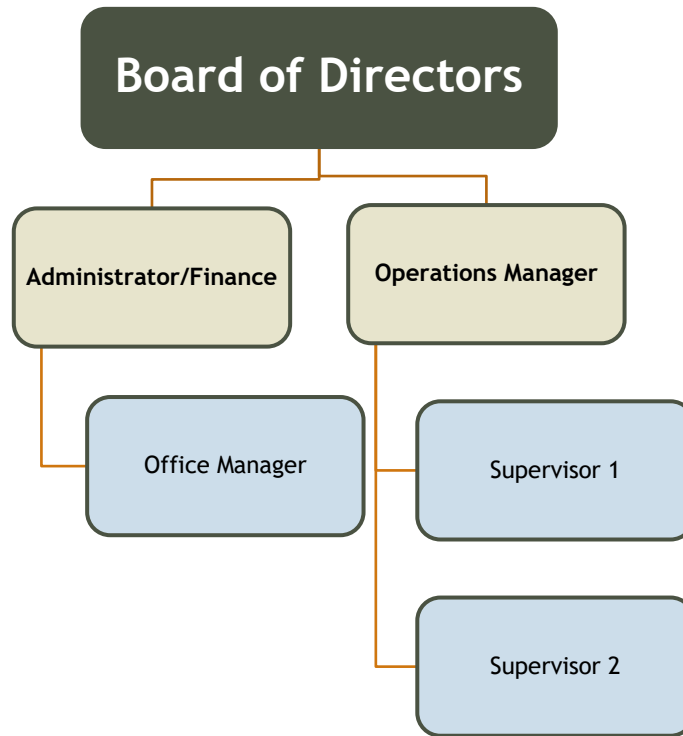 Board of Directors
Administrator/Finance
Operations Manager
Office Manager
Supervisor 1
Supervisor 2